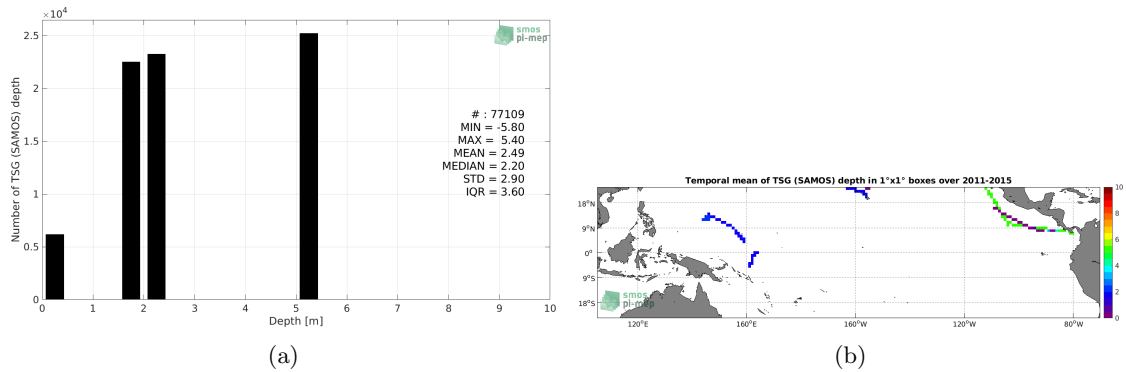 ×10⁴
2.5
2
1.5
1
0.5
0
0 1 2 3 4 5 6 7 8 9 10
Number of TSG (SAMOS) depth
Depth [m]
smos
pi-mep
# : 77109
MIN = -5.80
MAX = 5.40
MEAN = 2.49
MEDIAN = 2.20
STD = 2.90
IQR = 3.60
(a)
Temporal mean of TSG (SAMOS) depth in 1°x1° boxes over 2011-2015
18°N
9°N
0°
9°S
18°S
120°E 160°E 160°W 120°W 80°W
smos
pi-mep
10
8
6
4
2
0
(b)